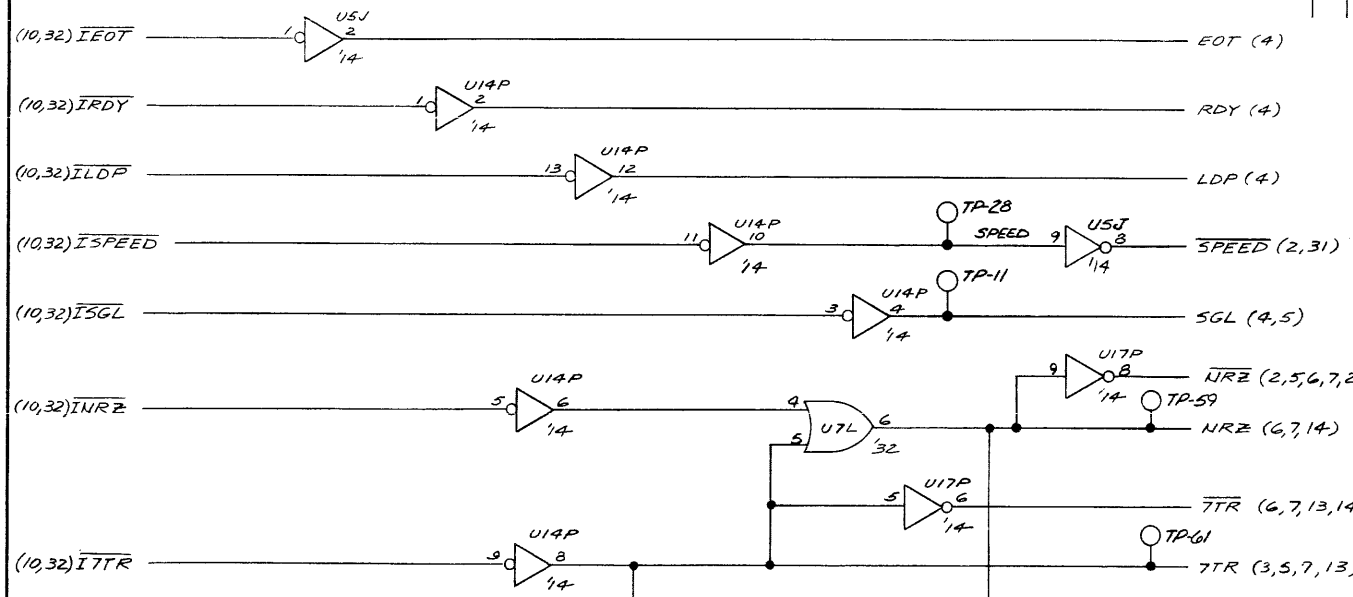 (10,32) IEOT 1 U5J 2 '14 EOT (4)
(10,32) IRDY 1 U14P 2 '14 RDY (4)
(10,32) ILDP 13 U14P 12 '14 LDP (4)
(10,32) ISPEED 11 U14P 10 '14 TP-28 SPEED 9 U5J 8 '14 SPEED (2,31)
(10,32) ISGL 3 U14P 4 '14 TP-11 SGL (4,5)
9 U17P 8 '14 NRZ (2,5,6,7,2
(10,32) INRZ 5 U14P 6 '14 4 5 U7L 6 '32 TP-59 NRZ (6,7,14)
5 U17P 6 '14 7TR (6,7,13,14
(10,32) I7TR 9 U14P 8 '14 TP-61 7TR (3,5,7,13,